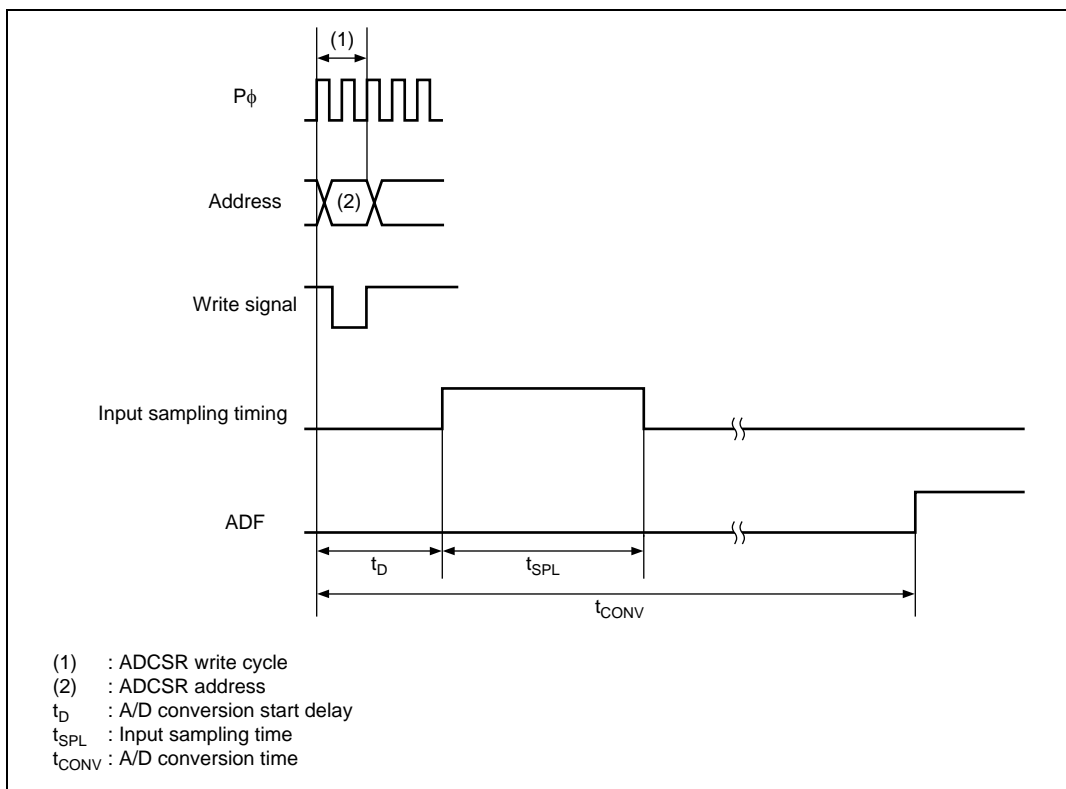 (1)
Pϕ
Address
(2)
Write signal
Input sampling timing
ADF
tD
tSPL
tCONV
(1) : ADCSR write cycle
(2) : ADCSR address
tD : A/D conversion start delay
tSPL : Input sampling time
tCONV : A/D conversion time